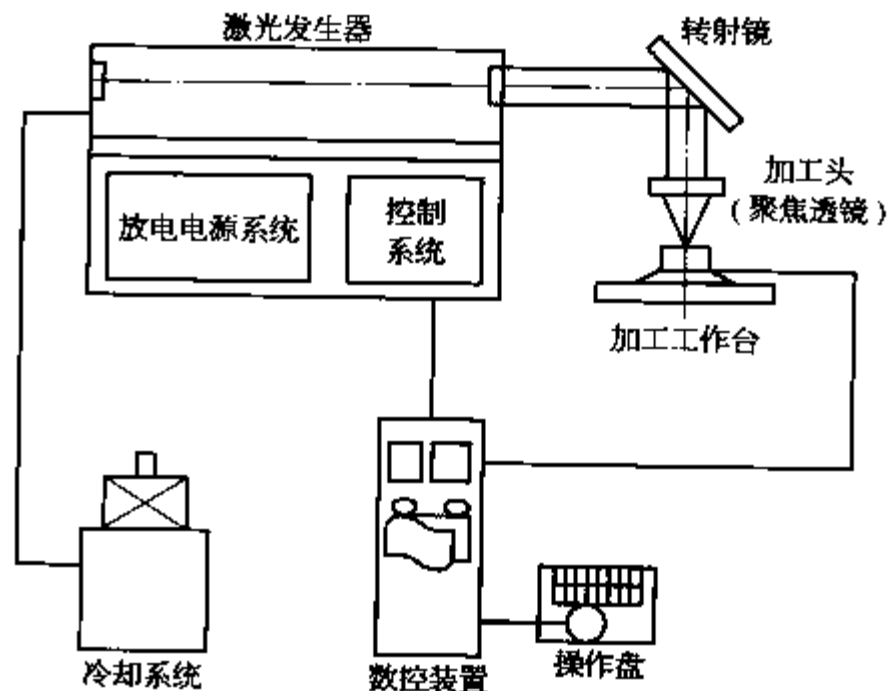 激光发生器
转射镜
加工头
(聚焦透镜)
放电电源系统
控制
系统
加工工作台
冷却系统
数控装置
操作盘